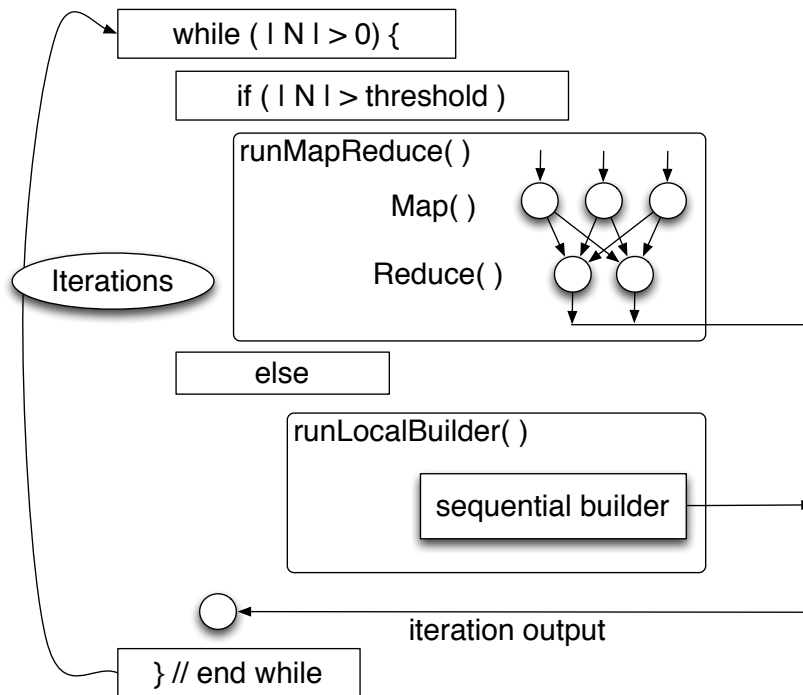 while ( | N | > 0) {
if ( | N | > threshold )
runMapReduce( )
Map( )
Reduce( )
Iterations
else
runLocalBuilder( )
sequential builder
iteration output
} // end while